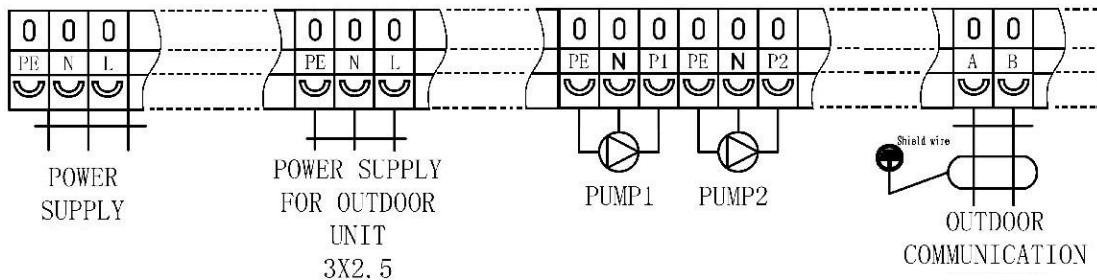 0 0 0 0 0 0 0 0 0 0 0 0 0 0
PE N L PE N L PE N P1 PE N P2 A B
Shield wire
POWER
SUPPLY
POWER SUPPLY
FOR OUTDOOR
UNIT
3X2.5
PUMP1
PUMP2
OUTDOOR
COMMUNICATION